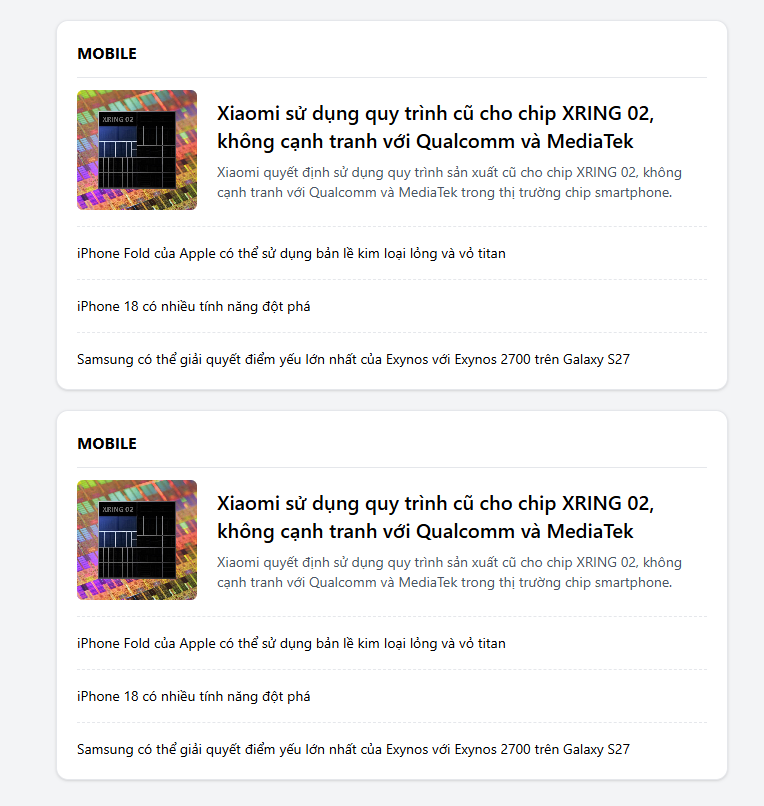 MOBILE
XRING 02
Xiaomi sử dụng quy trình cũ cho chip XRING 02,
không cạnh tranh với Qualcomm và MediaTek
Xiaomi quyết định sử dụng quy trình sản xuất cũ cho chip XRING 02, không
cạnh tranh với Qualcomm và MediaTek trong thị trường chip smartphone.
iPhone Fold của Apple có thể sử dụng bản lề kim loại lỏng và vỏ titan
iPhone 18 có nhiều tính năng đột phá
Samsung có thể giải quyết điểm yếu lớn nhất của Exynos với Exynos 2700 trên Galaxy S27
MOBILE
XRING 02
Xiaomi sử dụng quy trình cũ cho chip XRING 02,
không cạnh tranh với Qualcomm và MediaTek
Xiaomi quyết định sử dụng quy trình sản xuất cũ cho chip XRING 02, không
cạnh tranh với Qualcomm và MediaTek trong thị trường chip smartphone.
iPhone Fold của Apple có thể sử dụng bản lề kim loại lỏng và vỏ titan
iPhone 18 có nhiều tính năng đột phá
Samsung có thể giải quyết điểm yếu lớn nhất của Exynos với Exynos 2700 trên Galaxy S27